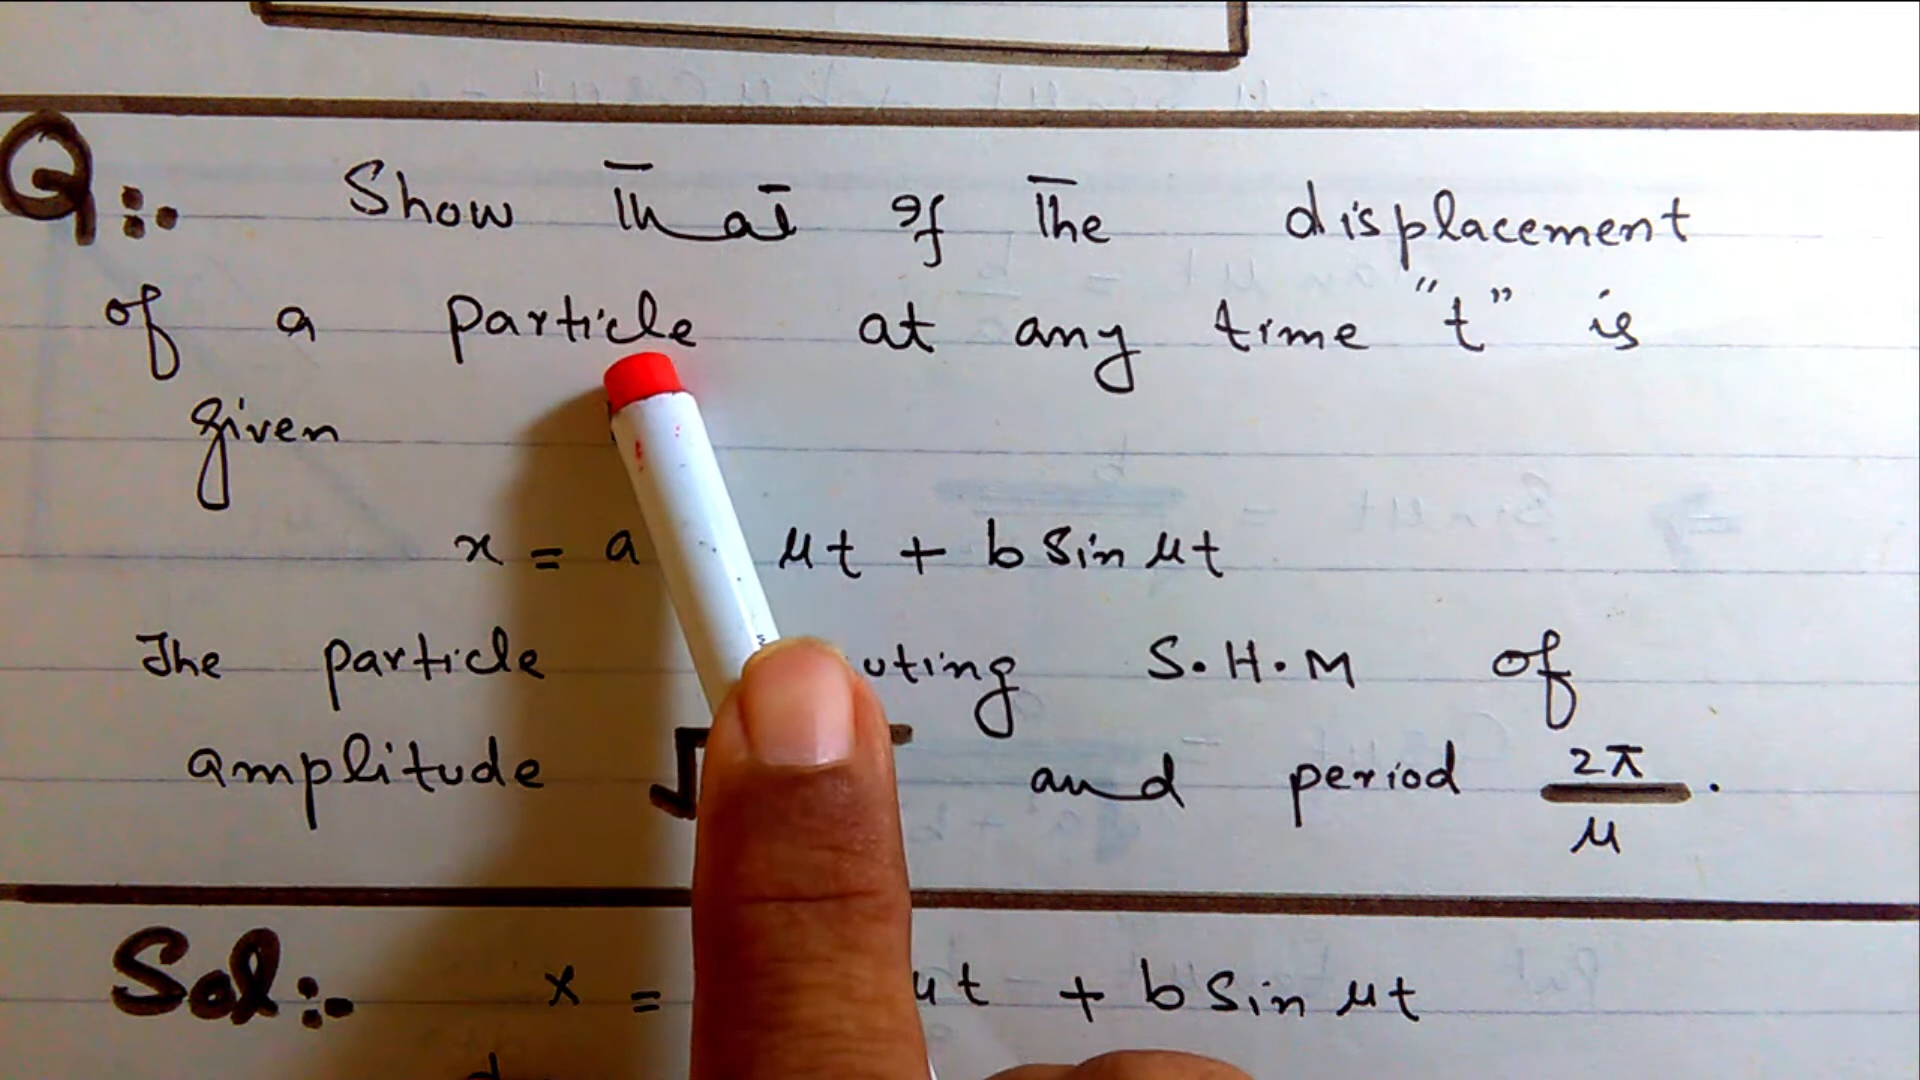 Q:. Show that if the displacement
of a particle at any time "t" is
given
x = a μt + b Sin μt
The particle uting S.H.M of
amplitude √ and period 2π/μ.
Sol:- x = μt + b Sin μt